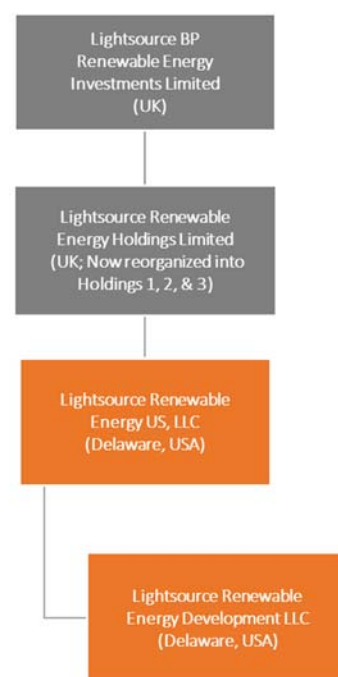 Lightsource BP
Renewable Energy
Investments Limited
(UK)
Lightsource Renewable
Energy Holdings Limited
(UK; Now reorganized into
Holdings 1, 2, & 3)
Lightsource Renewable
Energy US, LLC
(Delaware, USA)
Lightsource Renewable
Energy Development LLC
(Delaware, USA)